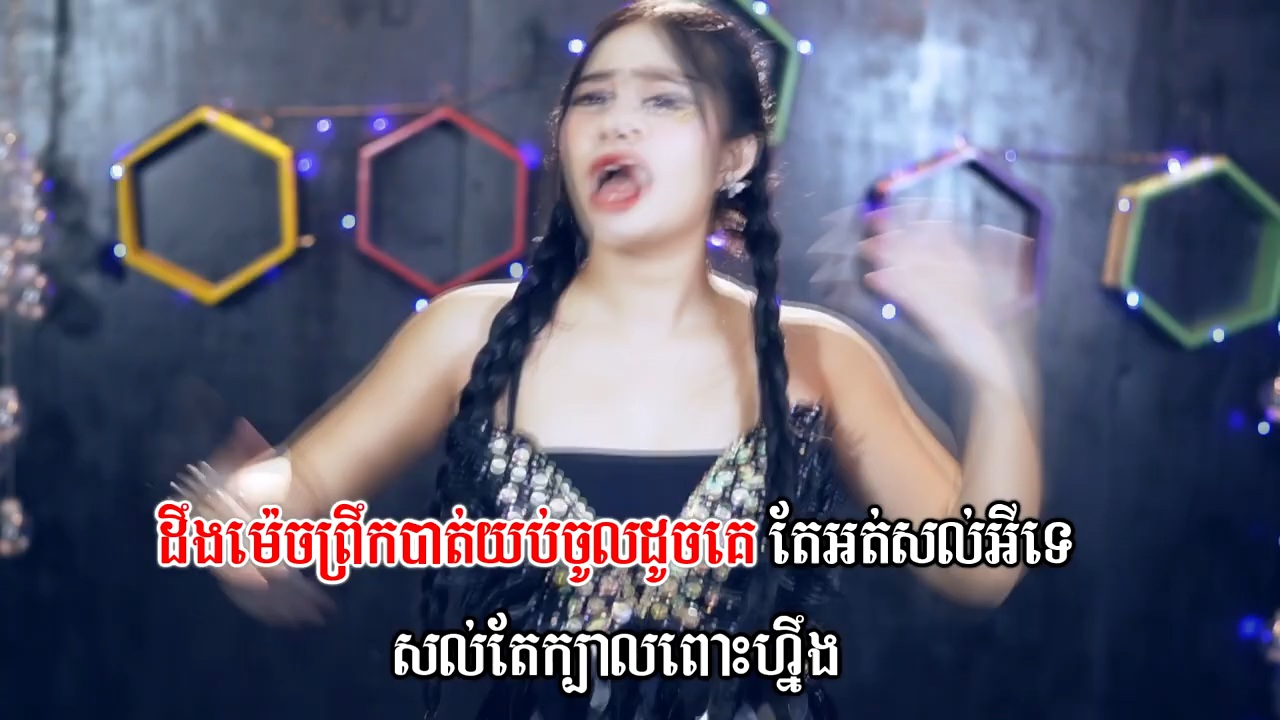 ដឹងម៉េចព្រឹកបាត់យប់ចូលដូចគេ តែអត់សល់អីទេ
សល់តែក្បាលពោះហ្នឹង